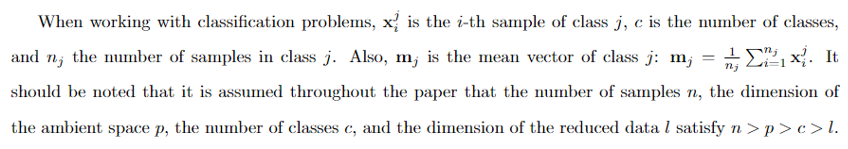 When working with classification problems, $\mathbf{x}_i^j$ is the $i$-th sample of class $j$, $c$ is the number of classes,
and $n_j$ the number of samples in class $j$. Also, $\mathbf{m}_j$ is the mean vector of class $j$: $\mathbf{m}_j = \frac{1}{n_j} \sum_{i=1}^{n_j} \mathbf{x}_i^j$. It
should be noted that it is assumed throughout the paper that the number of samples $n$, the dimension of
the ambient space $p$, the number of classes $c$, and the dimension of the reduced data $l$ satisfy $n > p > c > l$.